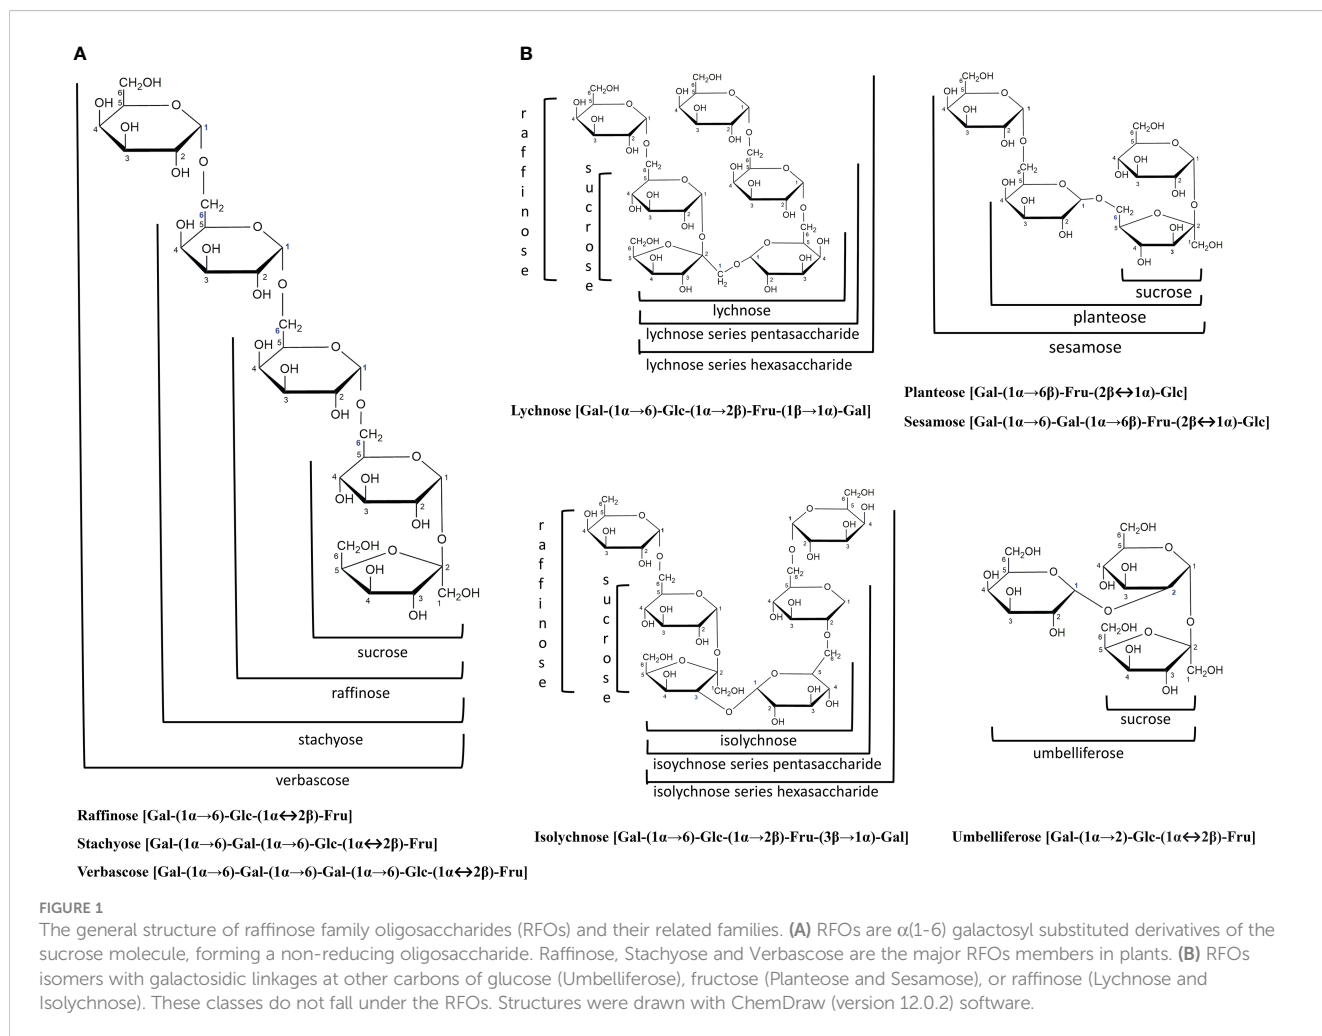 A
B
raffinose
sucrose
lychnose
lychnose series pentasaccharide
lychnose series hexasaccharide
Lychnose [Gal-(1α→6)-Glc-(1α→2β)-Fru-(1β→1α)-Gal]
sucrose
planteose
sesamose
Planteose [Gal-(1α→6β)-Fru-(2β↔1α)-Glc]
Sesamose [Gal-(1α→6)-Gal-(1α→6β)-Fru-(2β↔1α)-Glc]
sucrose
raffinose
stachyose
verbascose
Raffinose [Gal-(1α→6)-Glc-(1α↔2β)-Fru]
Stachyose [Gal-(1α→6)-Gal-(1α→6)-Glc-(1α↔2β)-Fru]
Verbascose [Gal-(1α→6)-Gal-(1α→6)-Gal-(1α→6)-Glc-(1α↔2β)-Fru]
raffinose
sucrose
isolychnose
isoychnose series pentasaccharide
isolychnose series hexasaccharide
Isolychnose [Gal-(1α→6)-Glc-(1α→2β)-Fru-(3β→1α)-Gal]
sucrose
umbelliferose
Umbelliferose [Gal-(1α→2)-Glc-(1α↔2β)-Fru]
FIGURE 1
The general structure of raffinose family oligosaccharides (RFOs) and their related families. (A) RFOs are α(1-6) galactosyl substituted derivatives of the
sucrose molecule, forming a non-reducing oligosaccharide. Raffinose, Stachyose and Verbascose are the major RFOs members in plants. (B) RFOs
isomers with galactosidic linkages at other carbons of glucose (Umbelliferose), fructose (Planteose and Sesamose), or raffinose (Lychnose and
Isolychnose). These classes do not fall under the RFOs. Structures were drawn with ChemDraw (version 12.0.2) software.